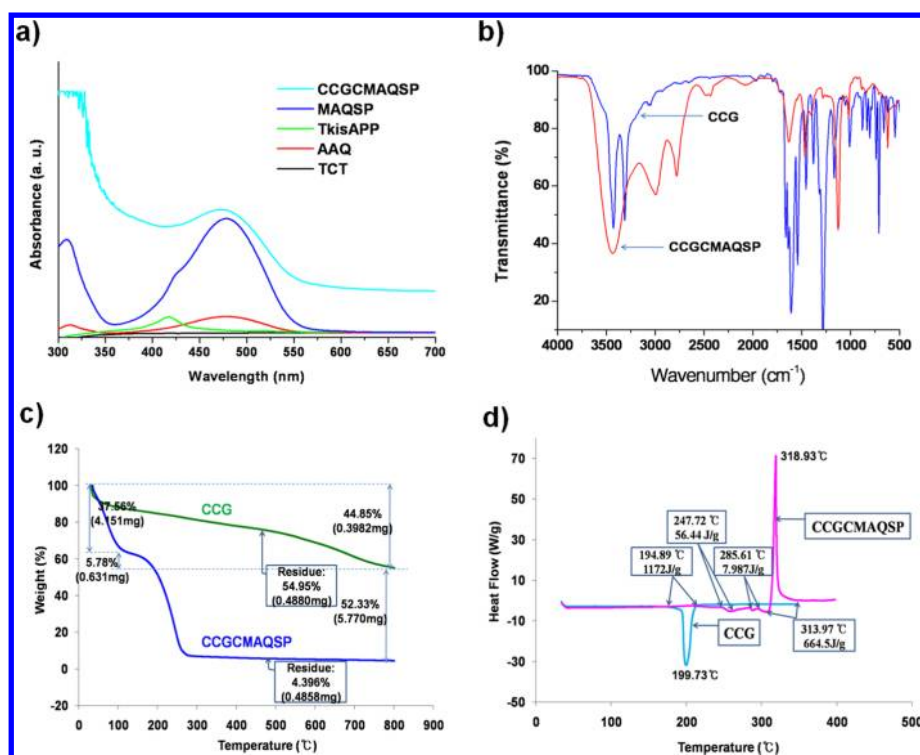 a)
CCGCMAQSP
MAQSP
TkisAPP
AAQ
TCT
Absorbance (a. u.)
300 350 400 450 500 550 600 650 700
Wavelength (nm)
b)
CCG
CCGCMAQSP
Transmittance (%)
100
80
60
40
20
4000 3500 3000 2500 2000 1500 1000 500
Wavenumber (cm⁻¹)
c)
120
100
80
60
40
20
0
-20
Weight (%)
37.56%
(4.151mg)
5.78%
(0.631mg)
CCG
44.85%
(0.3982mg)
Residue:
54.95%
(0.4880mg)
52.33%
(5.770mg)
CCGCMAQSP
Residue:
4.396%
(0.4858mg)
0 100 200 300 400 500 600 700 800 900
Temperature (℃)
d)
70
50
30
10
-10
-30
-50
Heat Flow (W/g)
318.93℃
CCGCMAQSP
247.72 ℃
56.44 J/g
194.89 ℃
1172J/g
285.61 ℃
7.987J/g
CCG
313.97 ℃
664.5J/g
199.73℃
0 100 200 300 400 500
Temperature (℃)